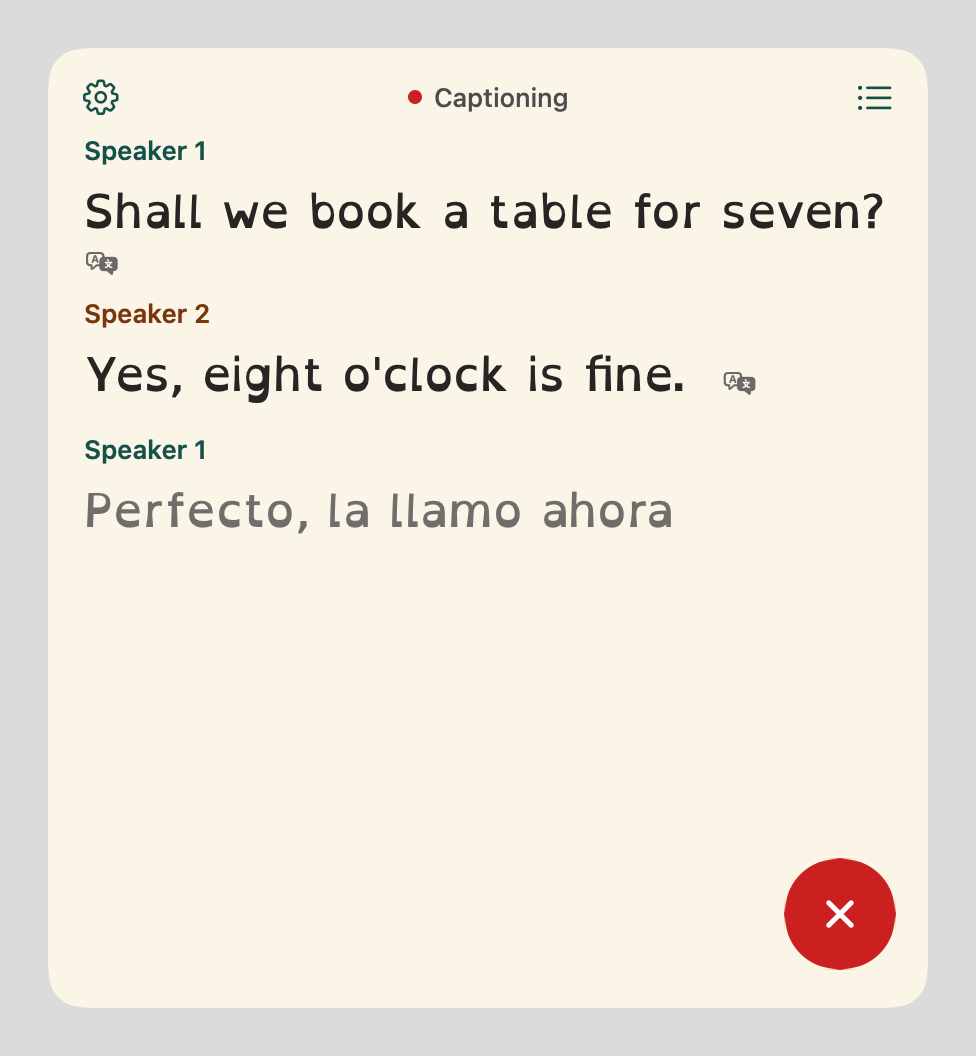 Captioning
Speaker 1
Shall we book a table for seven?
Speaker 2
Yes, eight o'clock is fine.
Speaker 1
Perfecto, la llamo ahora